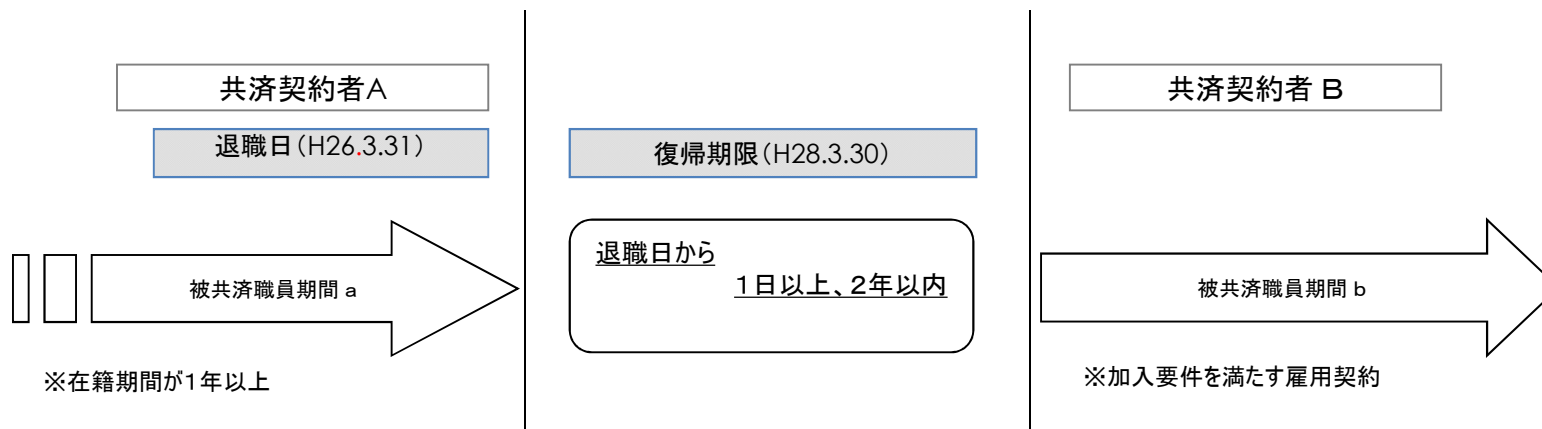 共済契約者A
退職日（H26.3.31）
被共済職員期間 a
※在籍期間が1年以上
復帰期限（H28.3.30）
退職日から
１日以上、２年以内
共済契約者 B
被共済職員期間 b
※加入要件を満たす雇用契約